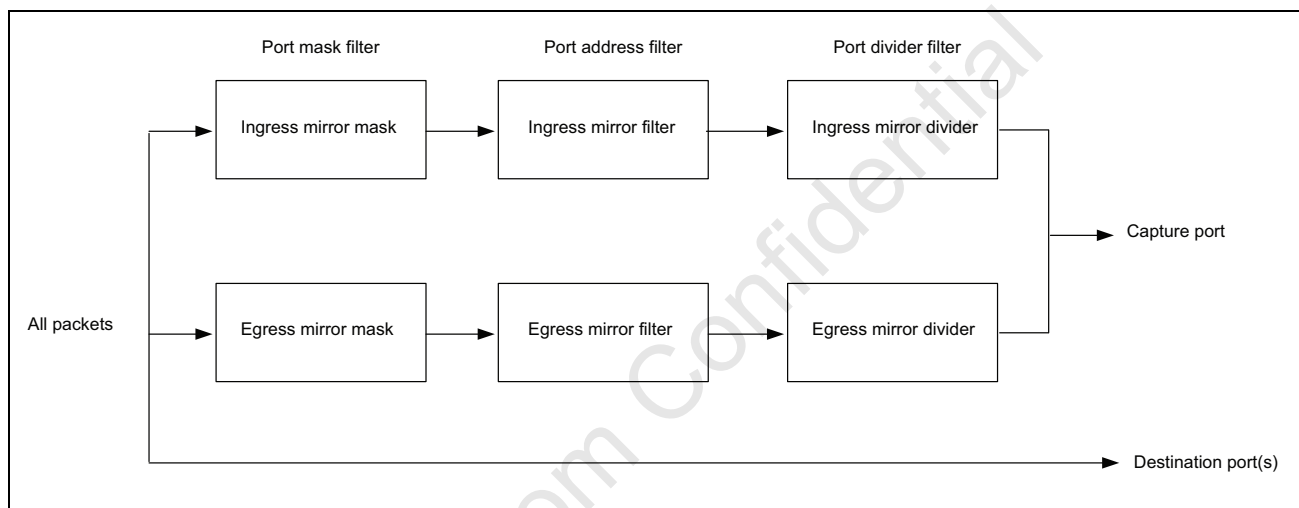 Port mask filter
Port address filter
Port divider filter
Ingress mirror mask
Ingress mirror filter
Ingress mirror divider
Capture port
All packets
Egress mirror mask
Egress mirror filter
Egress mirror divider
Destination port(s)
Confidential